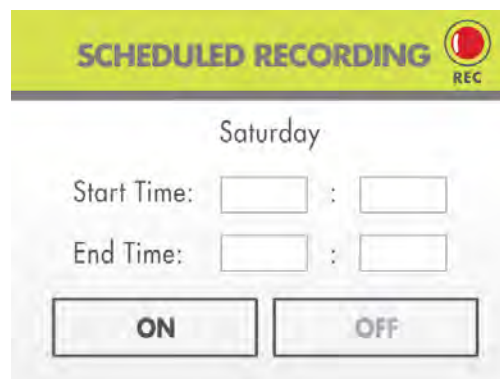 SCHEDULED RECORDING
REC
Saturday
Start Time: :
End Time: :
ON OFF